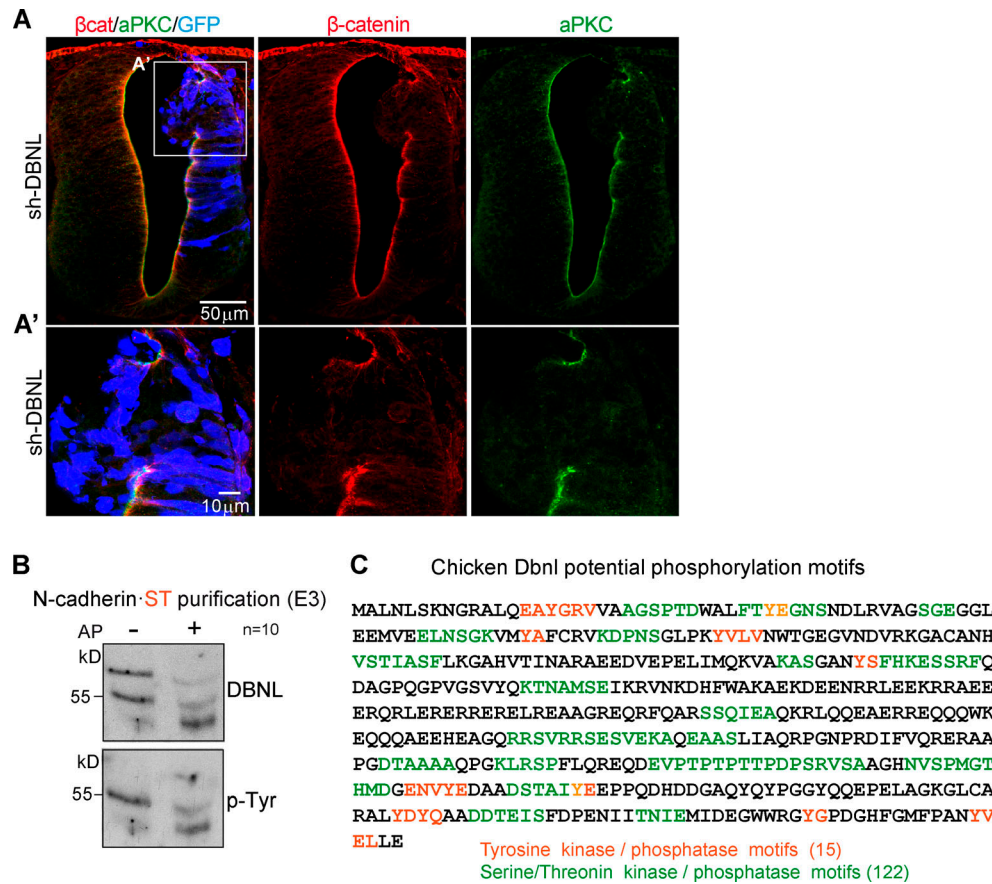 A
βcat/aPKC/GFP
β-catenin
aPKC
A'
sh-DBNL
50μm
A'
sh-DBNL
10μm
B
N-cadherin·ST purification (E3)
AP - + n=10
kD
55
DBNL
kD
55
p-Tyr
C
Chicken Dbnl potential phosphorylation motifs
MALNLSKNGRALQEAYGRVVAAGSPTDWALFTYEGNSNDLRVAGSGEGGL
EEMVEELNSGKVMYAFCRVKDPNSGLPKYVLVNWTGEGVNDVRKGACANH
VSTIASFLKGAHVTINARAEEDVEPELIMQKVAKASGANYSFHKESSRFQ
DAGPQGPVGSVYQKTNAMSEIKRVNKDHFWAKAEKDEENRRLEEKRRAEE
ERQRLERERRERELREAAGREQRFQARSSQIEAQKRLQQEAERREQQQWK
EQQQAEEHEAGQRRSVRRSESVEKAQEAASLIAQRPGNPRDIFVQRERAA
PGDTAAAAQPGKLRSPFLQREQDEVPTPTPTTPDPSRVSAAGHNVSPMGT
HMDGENVYEDAADDSTAIYEEPPQDHDDGAQYQYPGGYQQEPELAGKGLCA
RALYDYQAADDTEISFDPENIITNIEMIDEGWWRGYGPDGHFGMFPANYV
ELLE
Tyrosine kinase / phosphatase motifs (15)
Serine/Threonin kinase / phosphatase motifs (122)